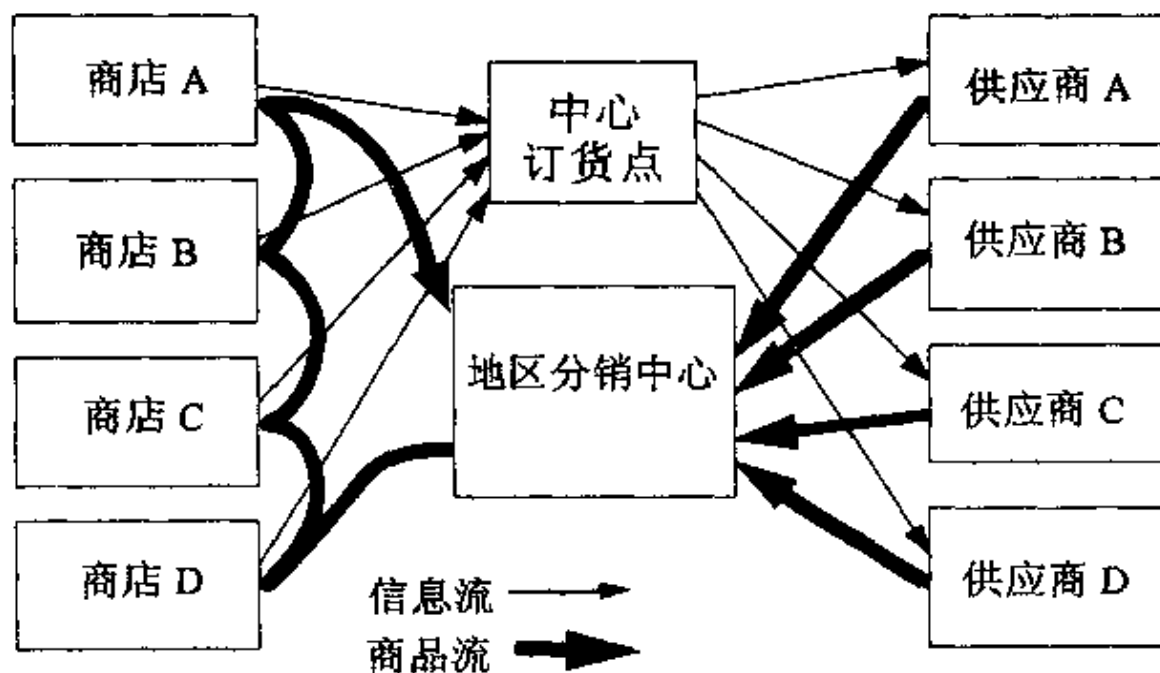 商店 A
商店 B
商店 C
商店 D
中心
订货点
地区分销中心
供应商 A
供应商 B
供应商 C
供应商 D
信息流
商品流